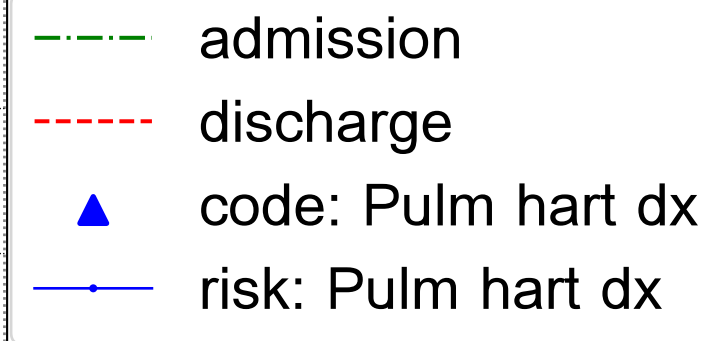 admission
discharge
code: Pulm hart dx
risk: Pulm hart dx